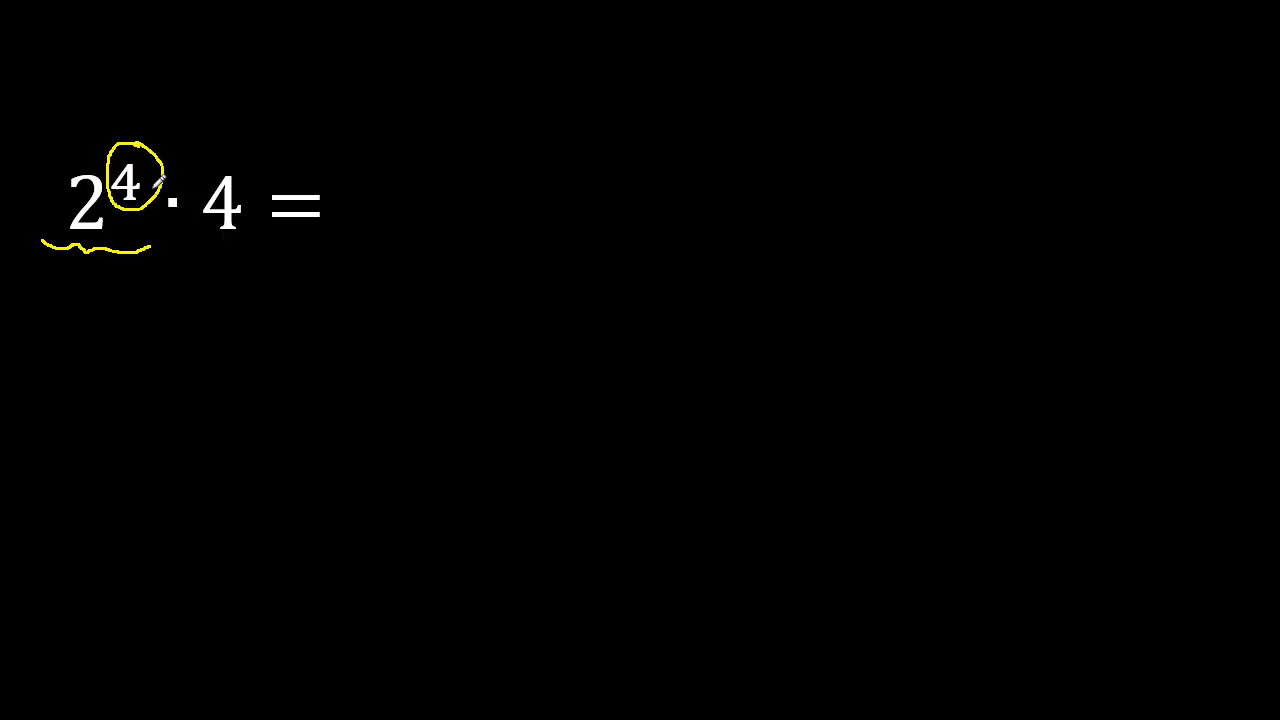 2⁴ · 4 =